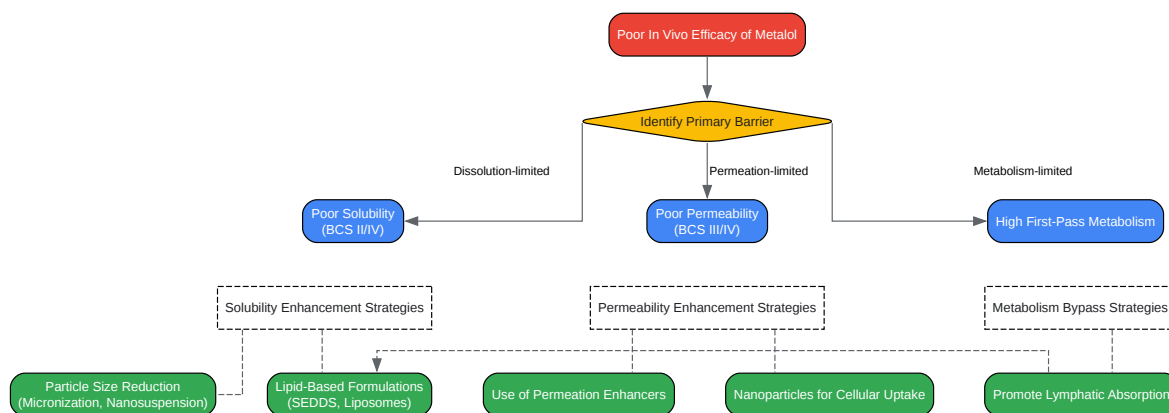 Poor In Vivo Efficacy of Metalol
Identify Primary Barrier
Dissolution-limited
Permeation-limited
Metabolism-limited
Poor Solubility
(BCS II/IV)
Poor Permeability
(BCS III/IV)
High First-Pass Metabolism
Solubility Enhancement Strategies
Permeability Enhancement Strategies
Metabolism Bypass Strategies
Particle Size Reduction
(Micronization, Nanosuspension)
Lipid-Based Formulations
(SEDDS, Liposomes)
Use of Permeation Enhancers
Nanoparticles for Cellular Uptake
Promote Lymphatic Absorption